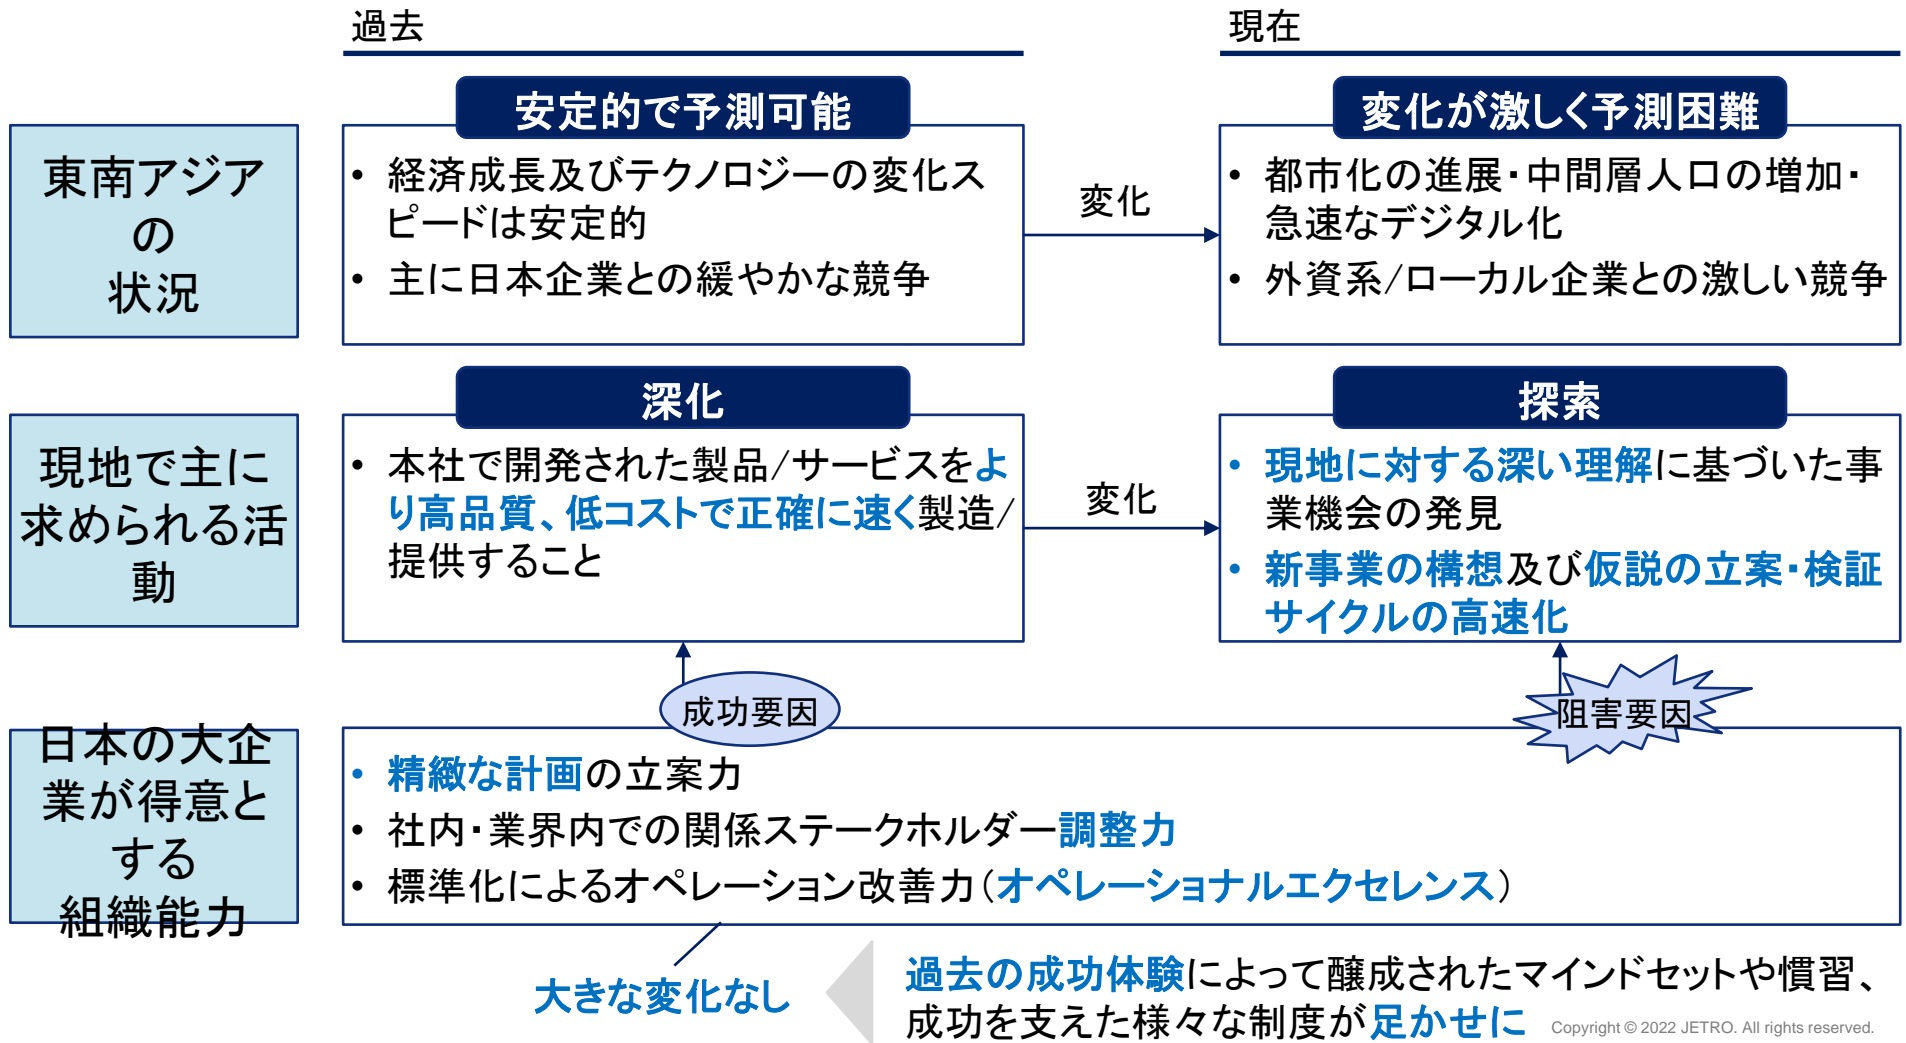 過去
現在
東南アジア
の
状況
安定的で予測可能
• 経済成長及びテクノロジーの変化ス
ピードは安定的
• 主に日本企業との緩やかな競争
変化
変化が激しく予測困難
• 都市化の進展・中間層人口の増加・
急速なデジタル化
• 外資系/ローカル企業との激しい競争
現地で主に
求められる活
動
深化
• 本社で開発された製品/サービスをよ
り高品質、低コストで正確に速く製造/
提供すること
変化
探索
• 現地に対する深い理解に基づいた事
業機会の発見
• 新事業の構想及び仮説の立案・検証
サイクルの高速化
成功要因
阻害要因
日本の大企
業が得意と
する
組織能力
• 精緻な計画の立案力
• 社内・業界内での関係ステークホルダー調整力
• 標準化によるオペレーション改善力（オペレーショナルエクセレンス）
大きな変化なし
過去の成功体験によって醸成されたマインドセットや慣習、
成功を支えた様々な制度が足かせに
Copyright © 2022 JETRO. All rights reserved.